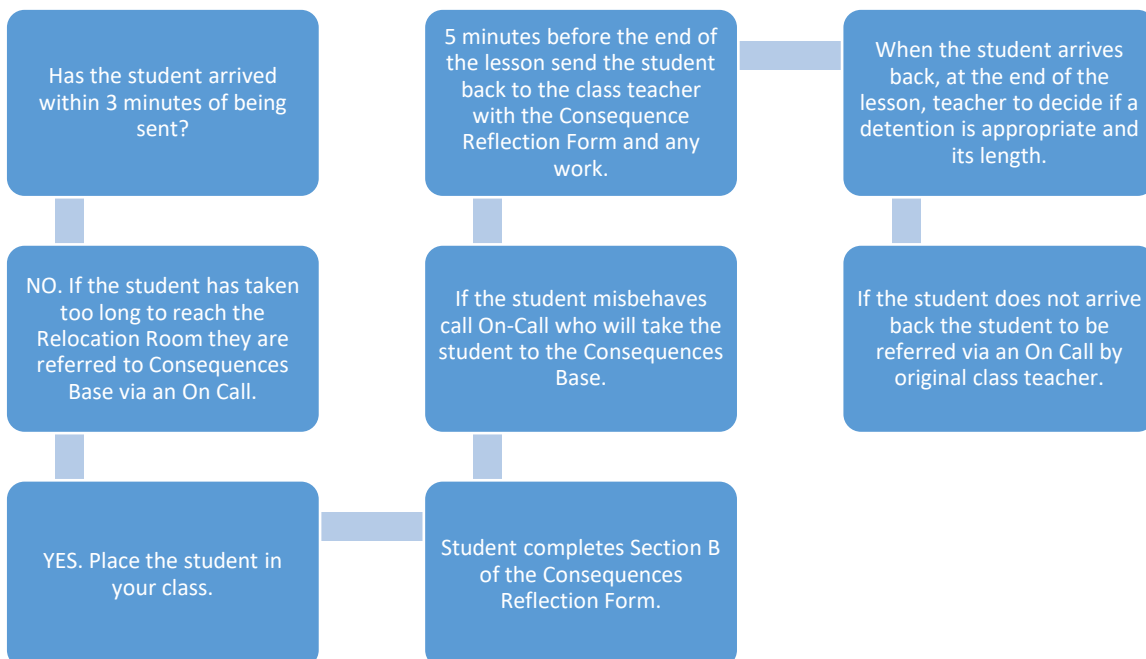 Has the student arrived
within 3 minutes of being
sent?
NO. If the student has taken
too long to reach the
Relocation Room they are
referred to Consequences
Base via an On Call.
YES. Place the student in
your class.
Student completes Section B
of the Consequences
Reflection Form.
If the student misbehaves
call On-Call who will take the
student to the Consequences
Base.
5 minutes before the end of
the lesson send the student
back to the class teacher
with the Consequence
Reflection Form and any
work.
When the student arrives
back, at the end of the
lesson, teacher to decide if a
detention is appropriate and
its length.
If the student does not arrive
back the student to be
referred via an On Call by
original class teacher.